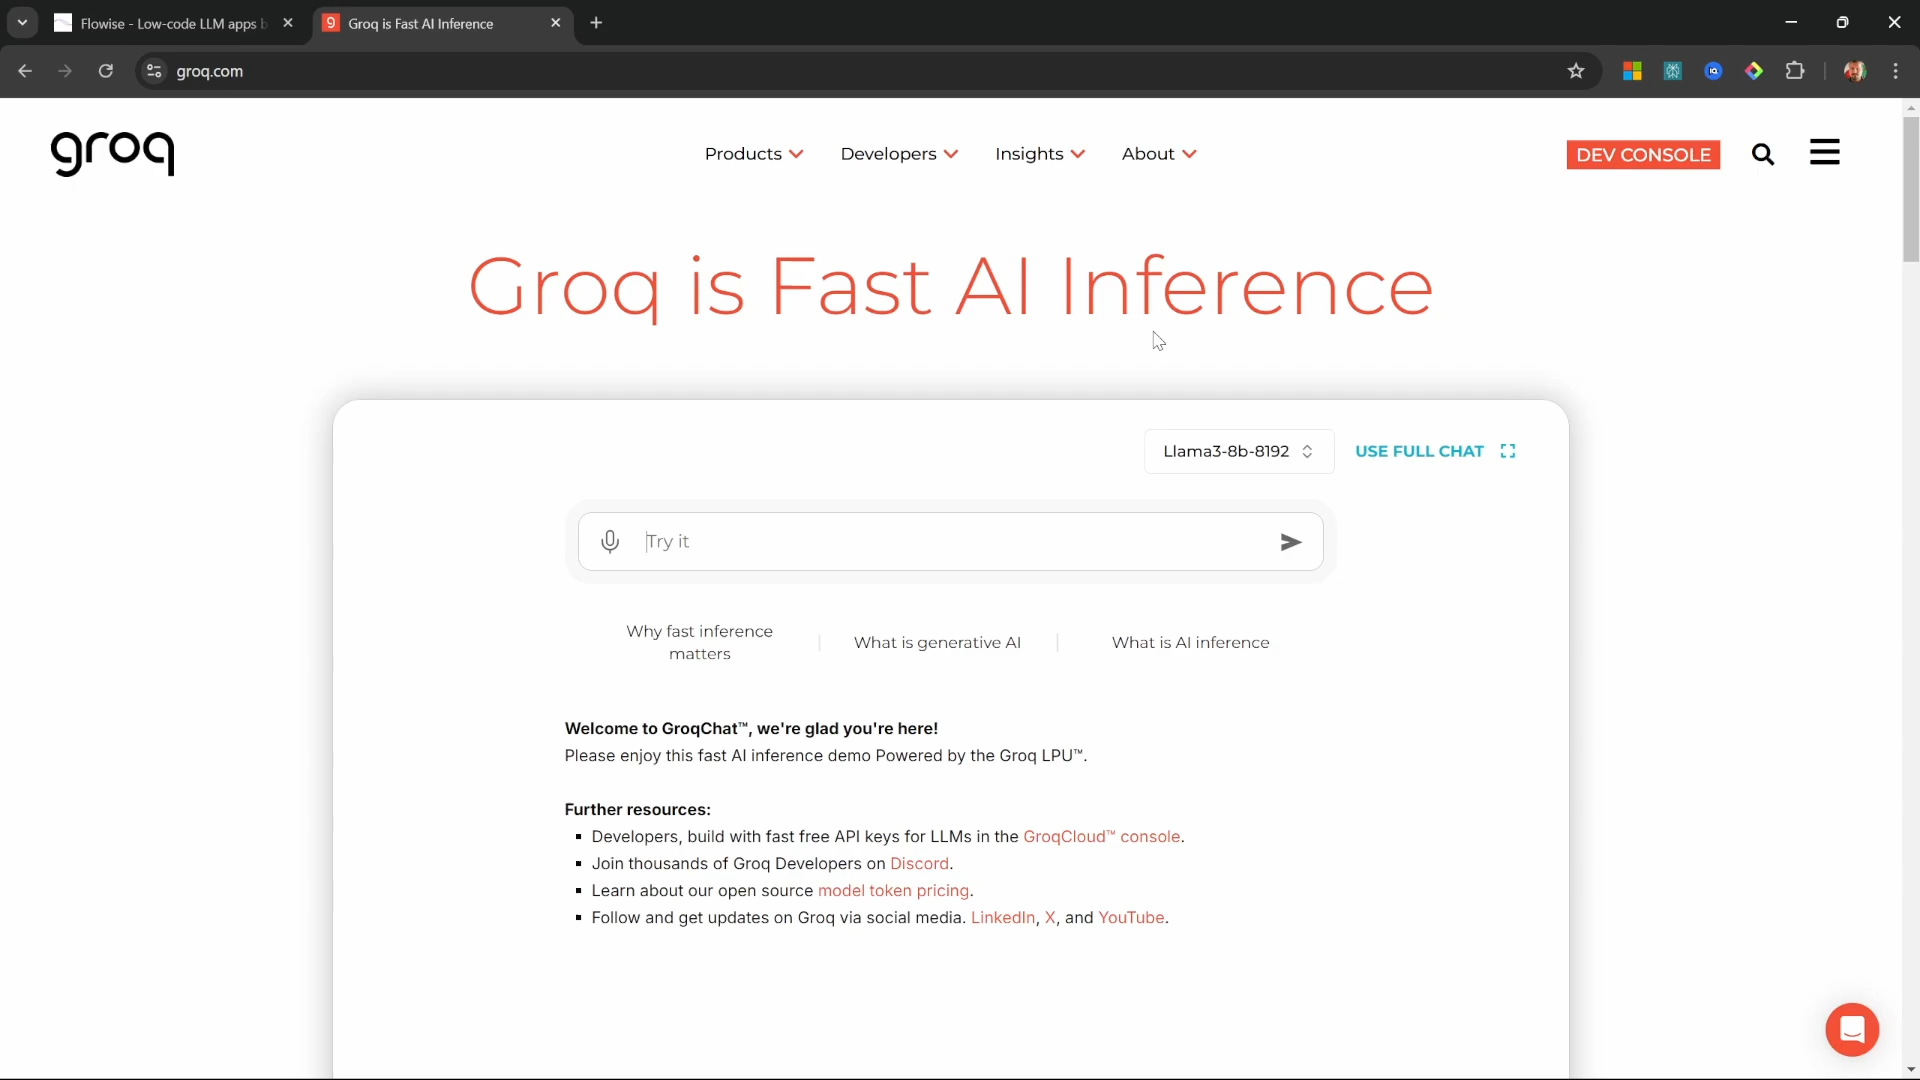 Flowise - Low-code LLM apps b
Groq is Fast AI Inference
groq.com
groq
Products
Developers
Insights
About
DEV CONSOLE
Groq is Fast AI Inference
Llama3-8b-8192
USE FULL CHAT
Try it
Why fast inference
matters
What is generative AI
What is AI inference
Welcome to GroqChat™, we're glad you're here!
Please enjoy this fast AI inference demo Powered by the Groq LPU™.
Further resources:
▪ Developers, build with fast free API keys for LLMs in the GroqCloud™ console.
▪ Join thousands of Groq Developers on Discord.
▪ Learn about our open source model token pricing.
▪ Follow and get updates on Groq via social media. LinkedIn, X, and YouTube.